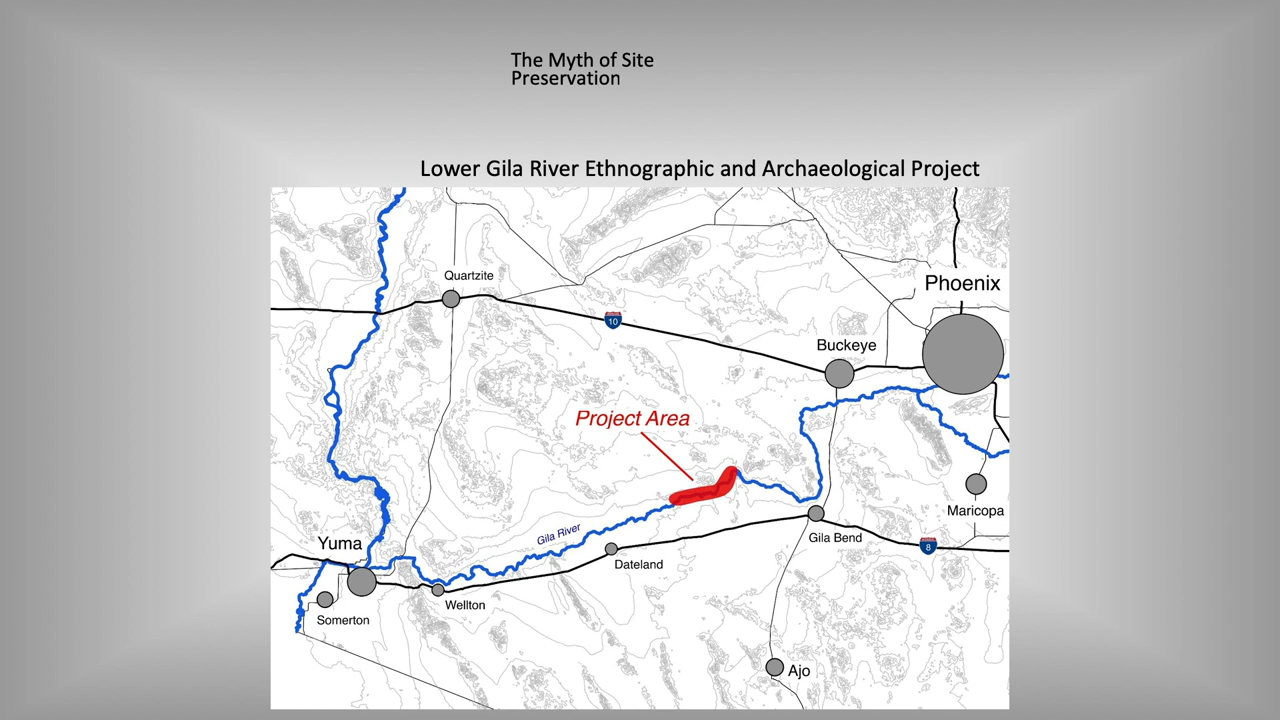 The Myth of Site
Preservation
Lower Gila River Ethnographic and Archaeological Project
Quartzite
Phoenix
10
Buckeye
Project Area
Maricopa
Gila River
Gila Bend
Yuma
8
Dateland
Wellton
Somerton
Ajo